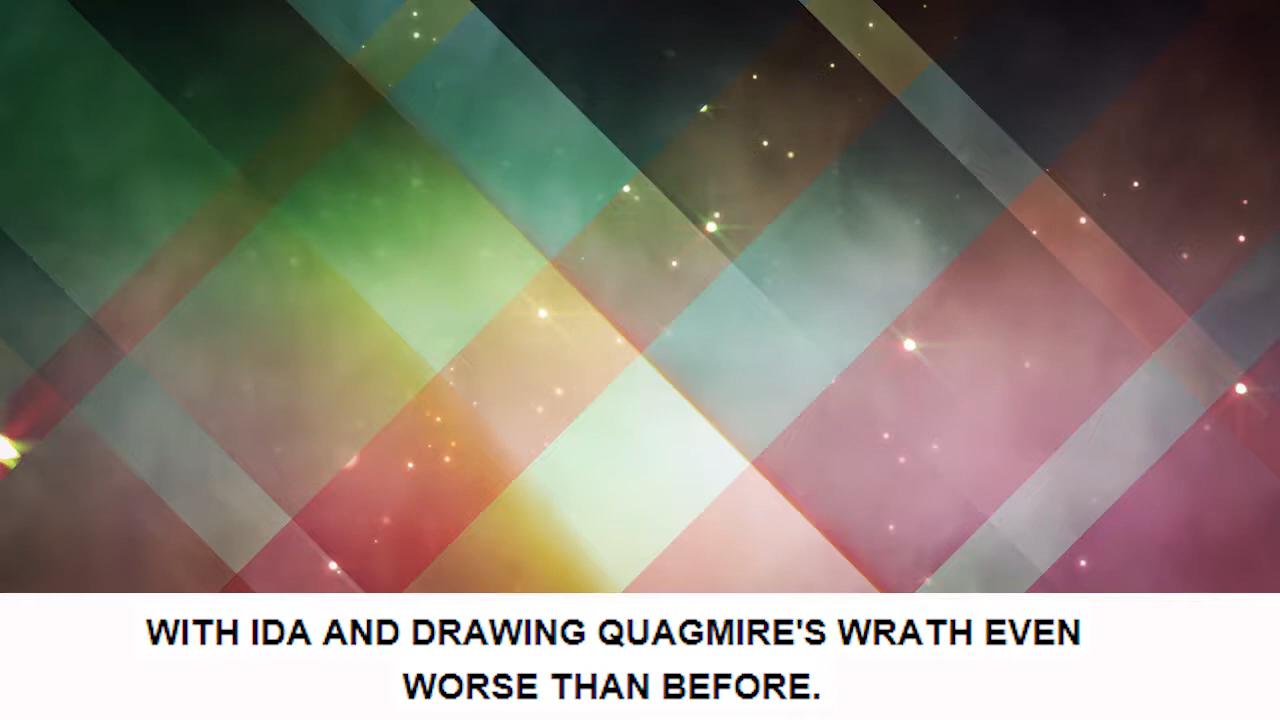 WITH IDA AND DRAWING QUAGMIRE'S WRATH EVEN
WORSE THAN BEFORE.